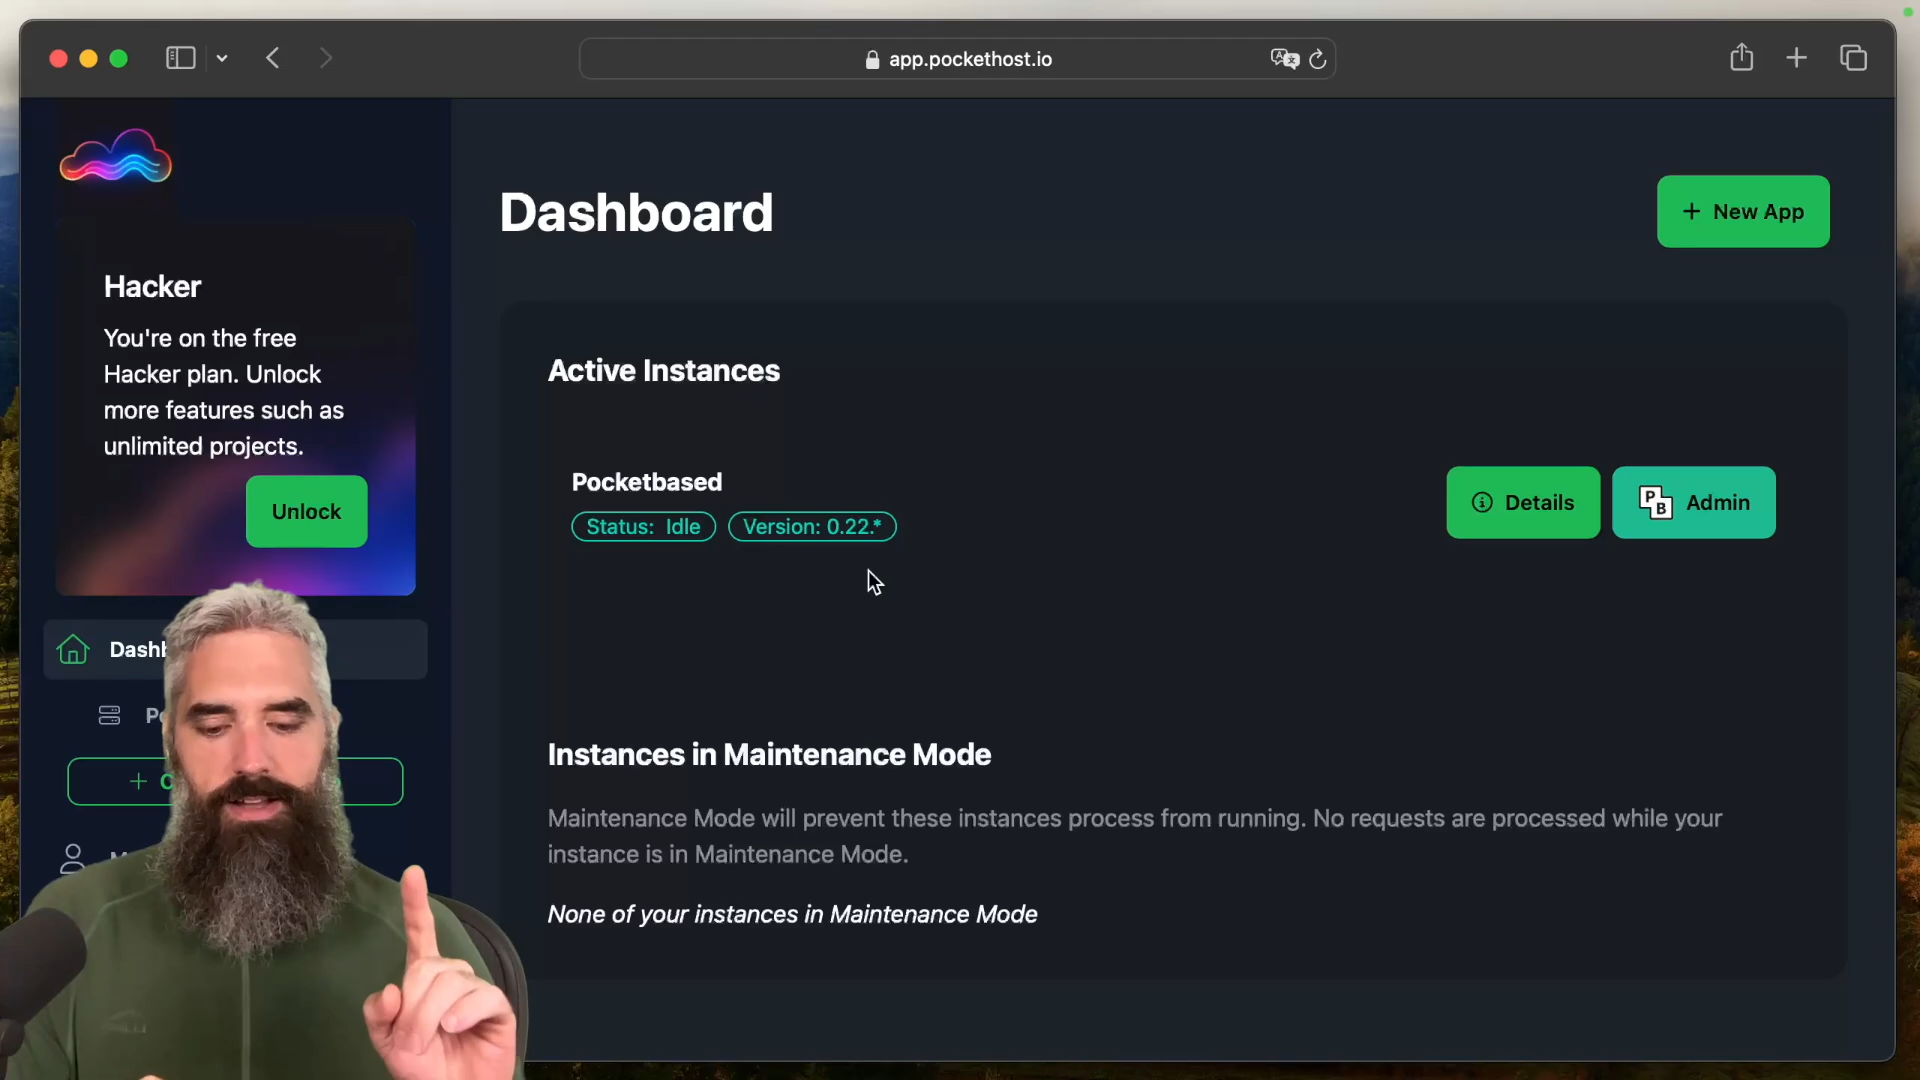 app.pockethost.io
Dashboard
+ New App
Hacker
You're on the free
Hacker plan. Unlock
more features such as
unlimited projects.
Unlock
Active Instances
Pocketbased
Status: Idle
Version: 0.22.*
Details
PB Admin
Instances in Maintenance Mode
Maintenance Mode will prevent these instances process from running. No requests are processed while your
instance is in Maintenance Mode.
None of your instances in Maintenance Mode